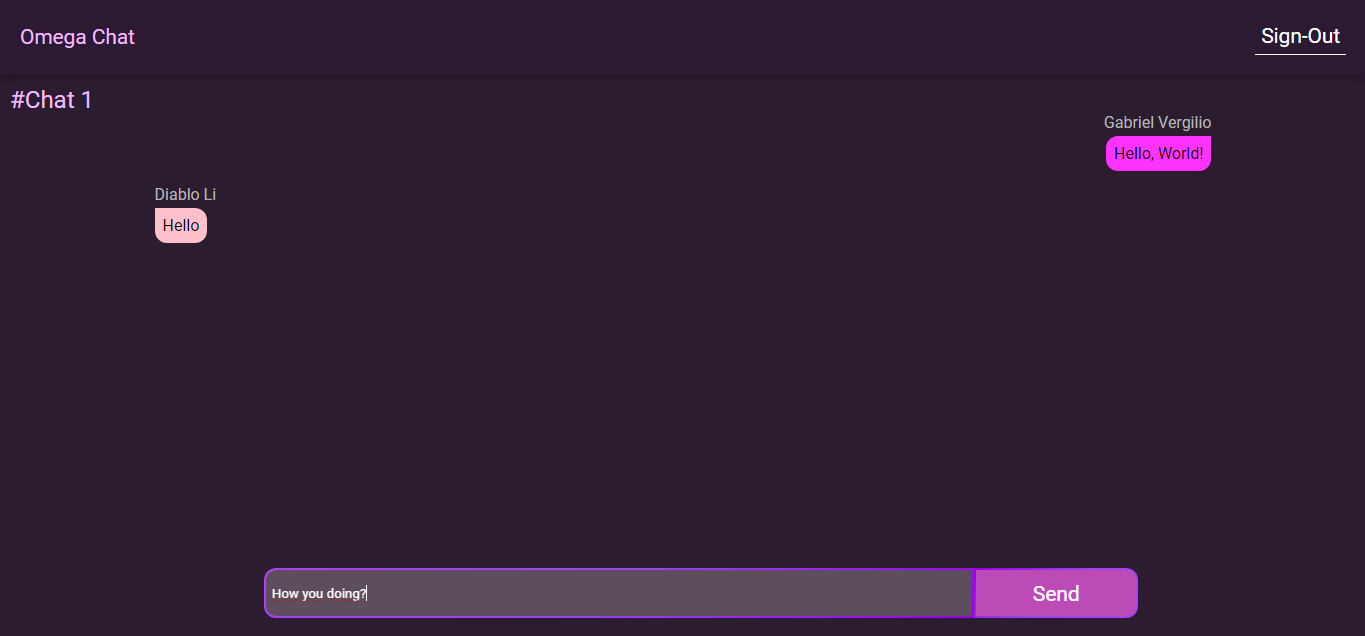 Omega Chat
Sign-Out
#Chat 1
Gabriel Vergilio
Hello, World!
Diablo Li
Hello
How you doing?
Send